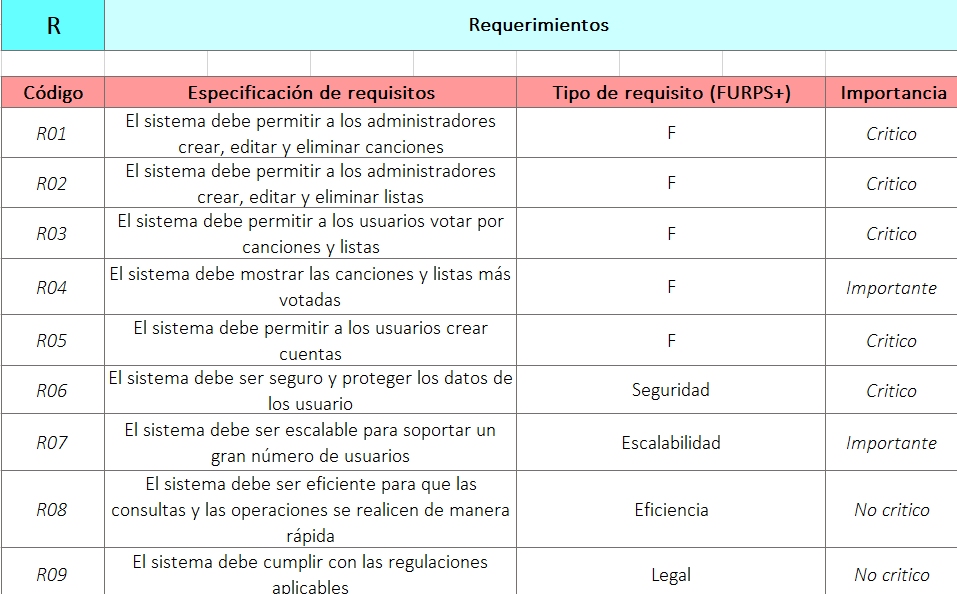 R
Requerimientos
Código
Especificación de requisitos
Tipo de requisito (FURPS+)
Importancia
R01
El sistema debe permitir a los administradores
crear, editar y eliminar canciones
F
Critico
R02
El sistema debe permitir a los administradores
crear, editar y eliminar listas
F
Critico
R03
El sistema debe permitir a los usuarios votar por
canciones y listas
F
Critico
R04
El sistema debe mostrar las canciones y listas más
votadas
F
Importante
R05
El sistema debe permitir a los usuarios crear
cuentas
F
Critico
R06
El sistema debe ser seguro y proteger los datos de
los usuario
Seguridad
Critico
R07
El sistema debe ser escalable para soportar un
gran número de usuarios
Escalabilidad
Importante
R08
El sistema debe ser eficiente para que las
consultas y las operaciones se realicen de manera
rápida
Eficiencia
No critico
R09
El sistema debe cumplir con las regulaciones
aplicables
Legal
No critico